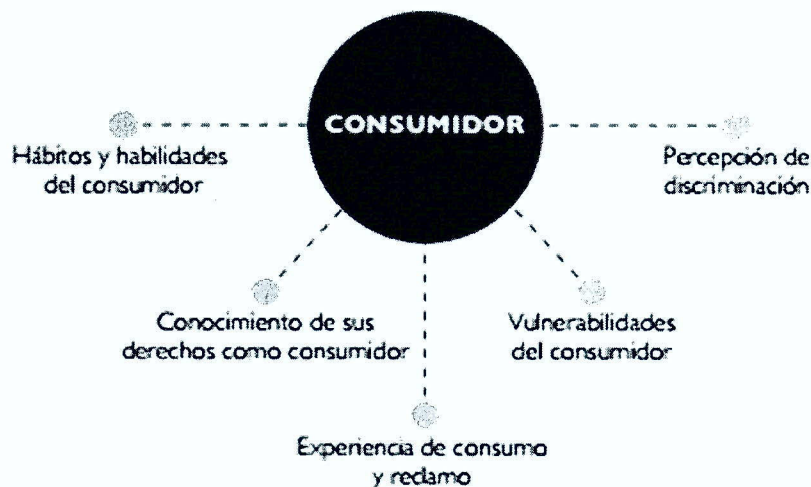 CONSUMIDOR
Hábitos y habilidades
del consumidor
Percepción de
discriminación
Conocimiento de sus
derechos como consumidor
Vulnerabilidades
del consumidor
Experiencia de consumo
y reclamo